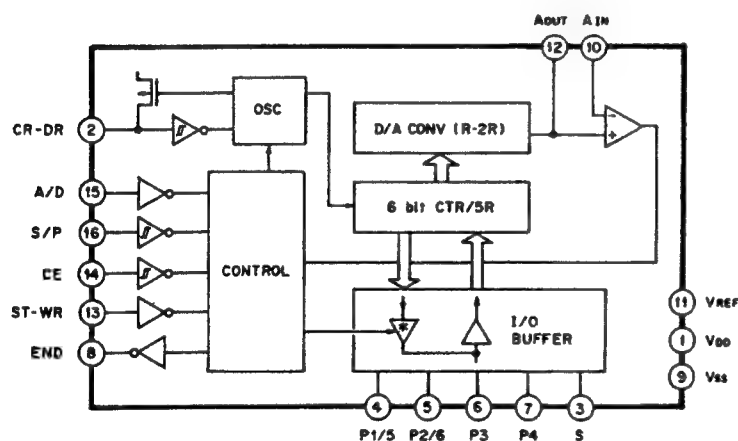 AOUT AIN
12 10
OSC
CR-DR 2
D/A CONV (R-2R)
-
+
A/D 15
6 bit CTR/SR
S/P 16
CE 14
CONTROL
ST-WR 13
11 VREF
*
I/O
BUFFER
1 VDD
END 8
9 VSS
4 5 6 7 3
P1/5 P2/6 P3 P4 S